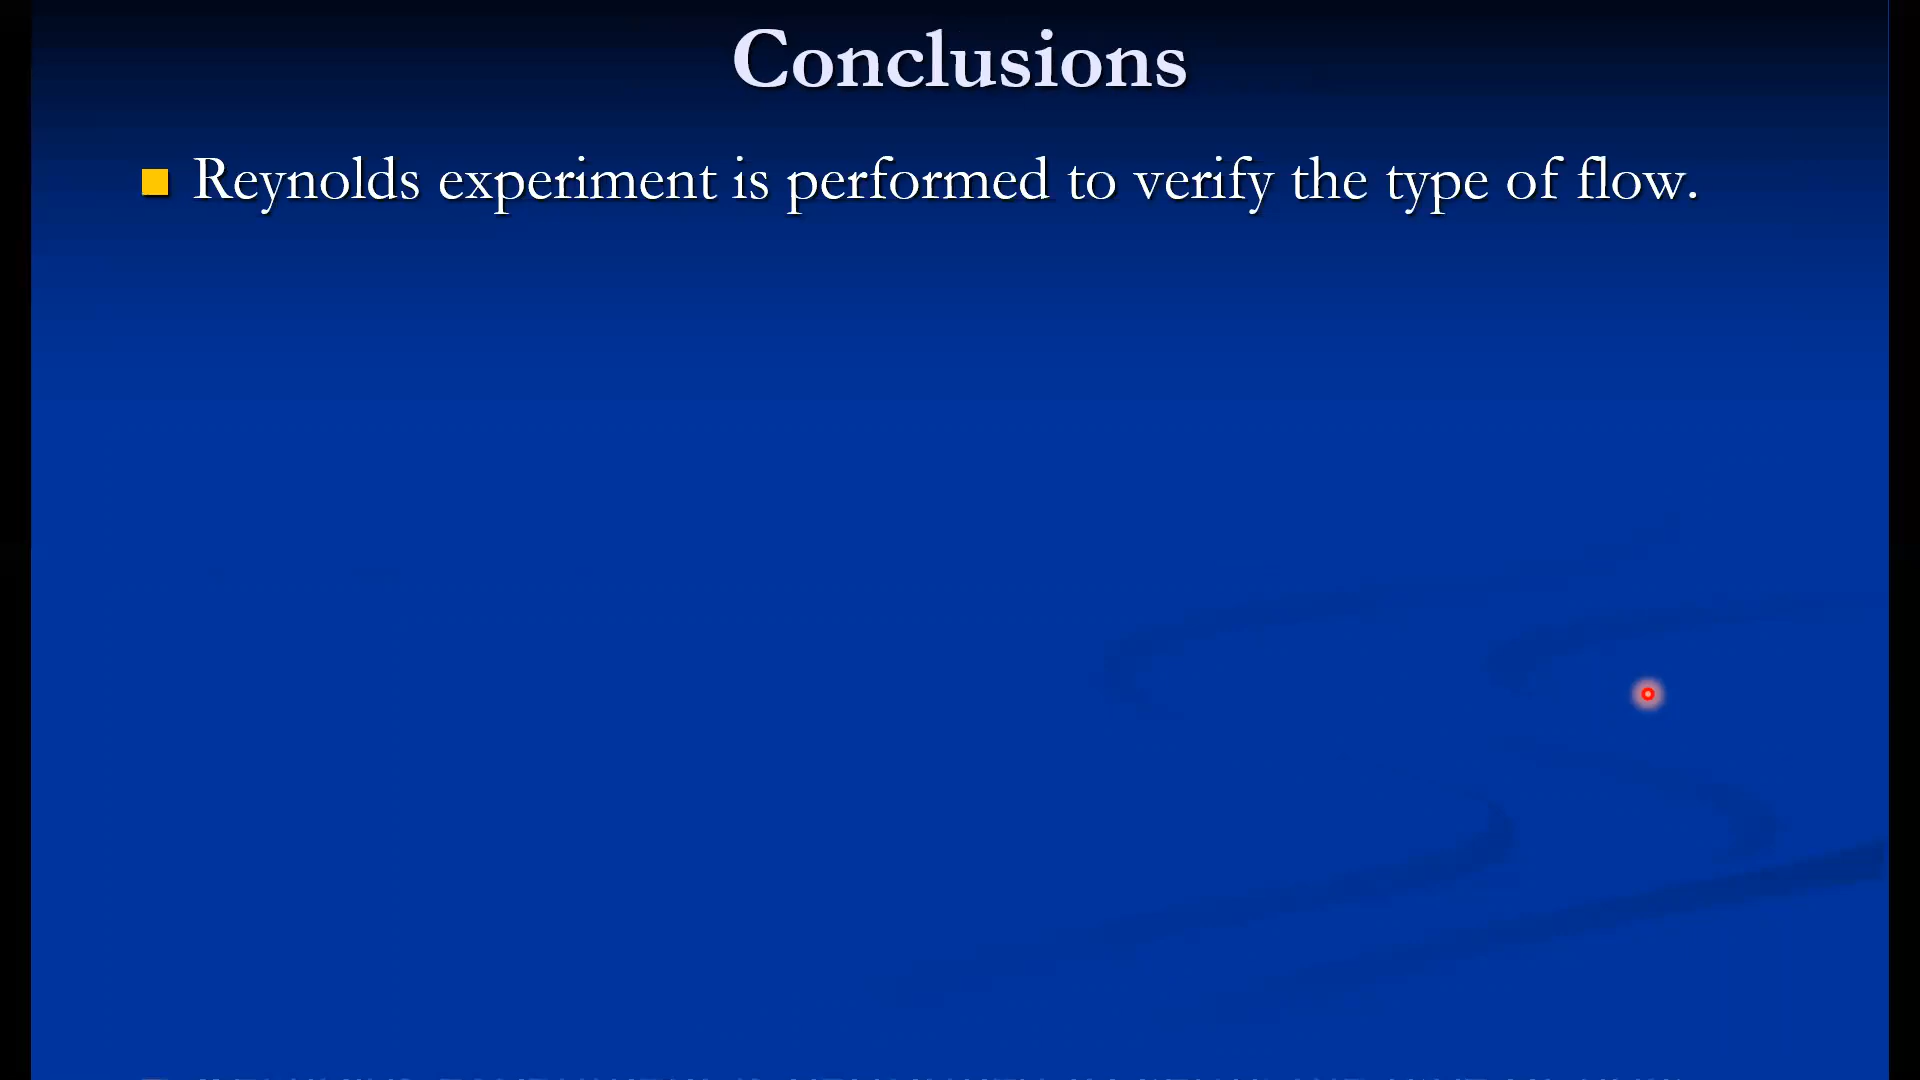 Conclusions
Reynolds experiment is performed to verify the type of flow.